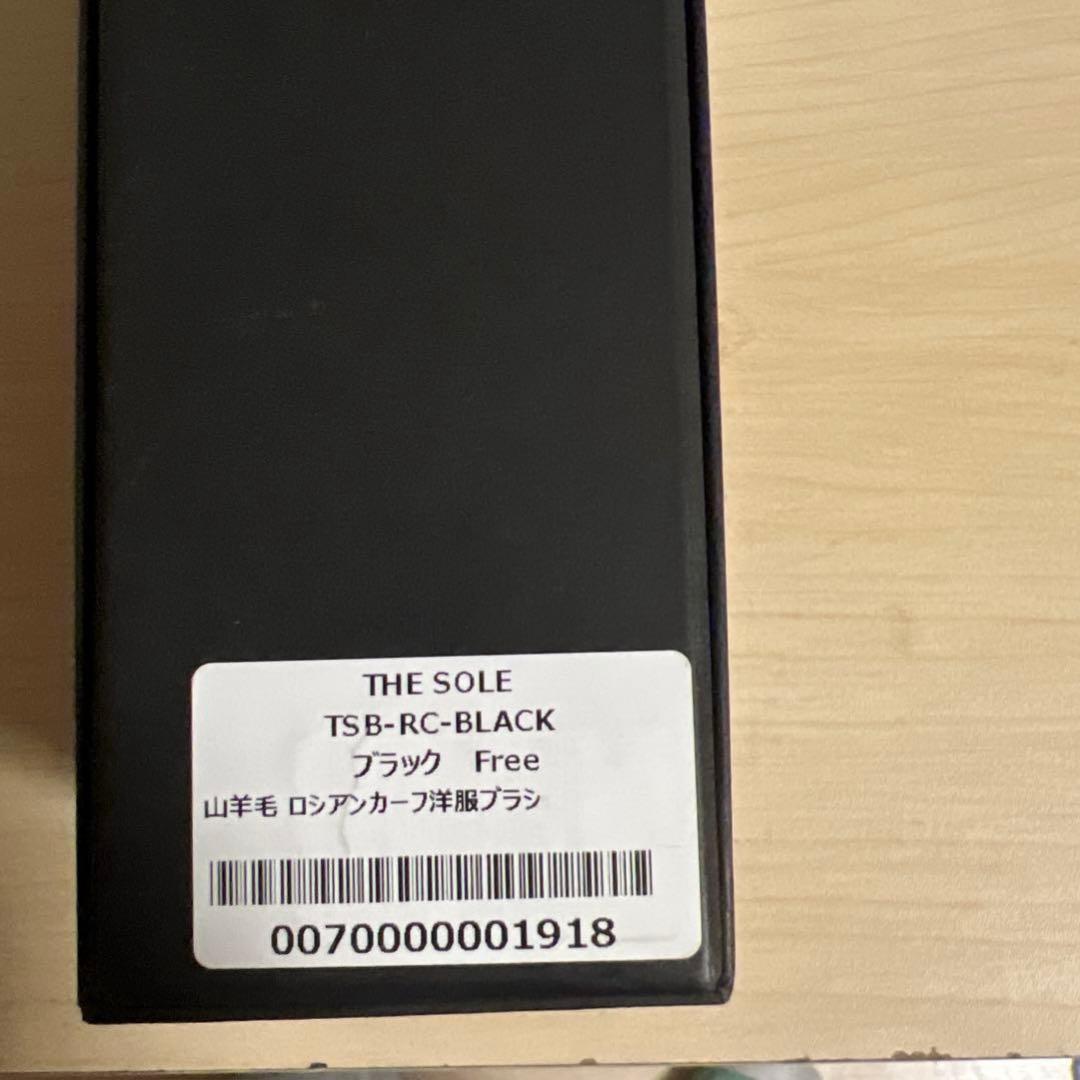 THE SOLE
TSB-RC-BLACK
ブラック　Free
山羊毛 ロシアンカーフ洋服ブラシ
0070000001918